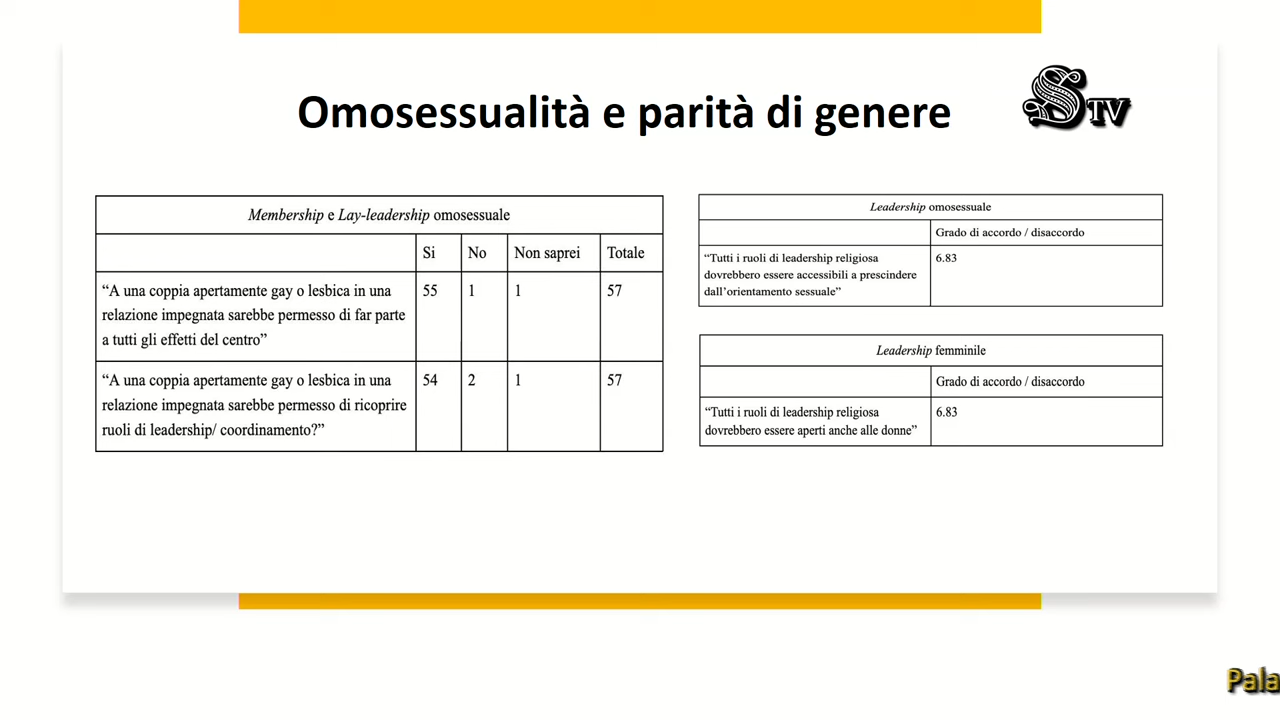 Omosessualità e parità di genere
S TV
Membership e Lay-leadership omosessuale
Si No Non saprei Totale
“A una coppia apertamente gay o lesbica in una
relazione impegnata sarebbe permesso di far parte
a tutti gli effetti del centro”
55 1 1 57
“A una coppia apertamente gay o lesbica in una
relazione impegnata sarebbe permesso di ricoprire
ruoli di leadership/ coordinamento?”
54 2 1 57
Leadership omosessuale
Grado di accordo / disaccordo
“Tutti i ruoli di leadership religiosa
dovrebbero essere accessibili a prescindere
dall’orientamento sessuale”
6.83
Leadership femminile
Grado di accordo / disaccordo
“Tutti i ruoli di leadership religiosa
dovrebbero essere aperti anche alle donne”
6.83
Pala